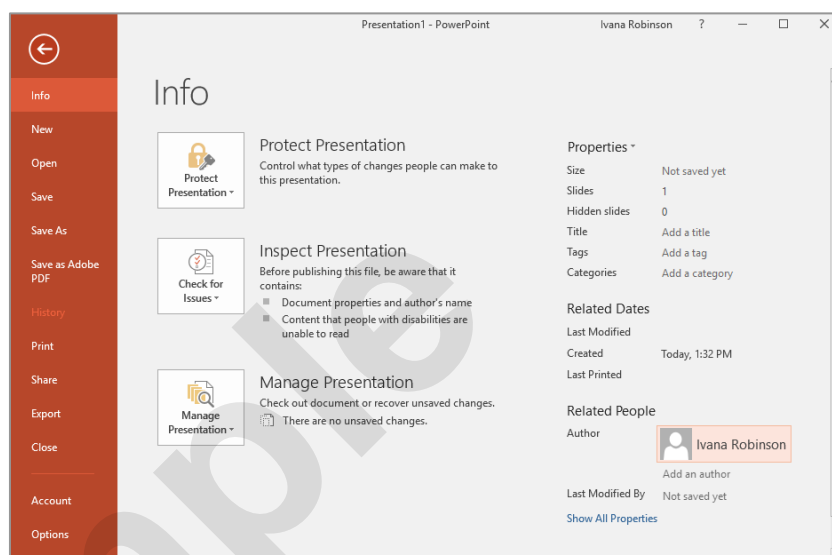 Presentation1 - PowerPoint
Ivana Robinson ?
Info
New
Open
Save
Save As
Save as Adobe
PDF
History
Print
Share
Export
Close
Account
Options
Info
Protect
Presentation
Protect Presentation
Control what types of changes people can make to
this presentation.
Check for
Issues
Inspect Presentation
Before publishing this file, be aware that it
contains:
Document properties and author's name
Content that people with disabilities are
unable to read
Manage
Presentation
Manage Presentation
Check out document or recover unsaved changes.
There are no unsaved changes.
Properties
Size Not saved yet
Slides 1
Hidden slides 0
Title Add a title
Tags Add a tag
Categories Add a category
Related Dates
Last Modified
Created Today, 1:32 PM
Last Printed
Related People
Author Ivana Robinson
Add an author
Last Modified By Not saved yet
Show All Properties